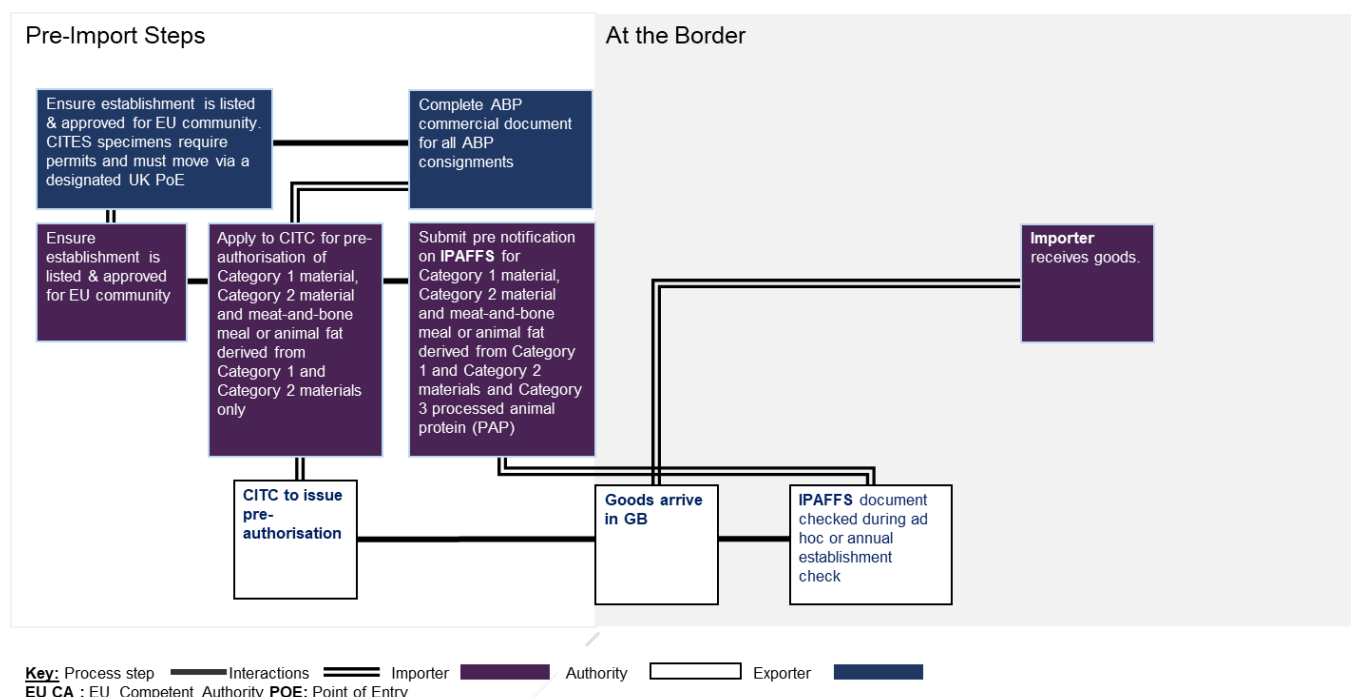 Pre-Import Steps
At the Border
Ensure establishment is listed
& approved for EU community.
CITES specimens require
permits and must move via a
designated UK PoE
Complete ABP
commercial document
for all ABP
consignments
Ensure
establishment is
listed & approved
for EU community
Apply to CITC for pre-
authorisation of
Category 1 material,
Category 2 material
and meat-and-bone
meal or animal fat
derived from
Category 1 and
Category 2 materials
only
Submit pre notification
on IPAFFS for
Category 1 material,
Category 2 material
and meat-and-bone
meal or animal fat
derived from Category
1 and Category 2
materials and Category
3 processed animal
protein (PAP)
Importer
receives goods.
CITC to issue
pre-
authorisation
Goods arrive
in GB
IPAFFS document
checked during ad
hoc or annual
establishment
check
Key: Process step Interactions Importer Authority Exporter
EU CA : EU Competent Authority POE: Point of Entry